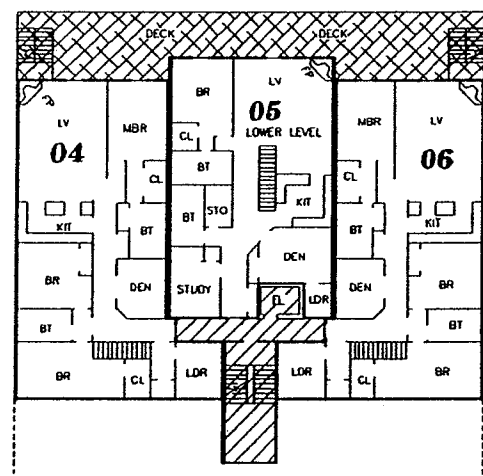 DECK DECK
LV MBR BR LV MBR LV
04 05 06
CL LOWER LEVEL
CL BT CL
KIT BT BT STO KIT BT KIT
BR DEN DEN DEN BR
STUDY EL LDR
BT BT
BR CL LDR LDR CL BR